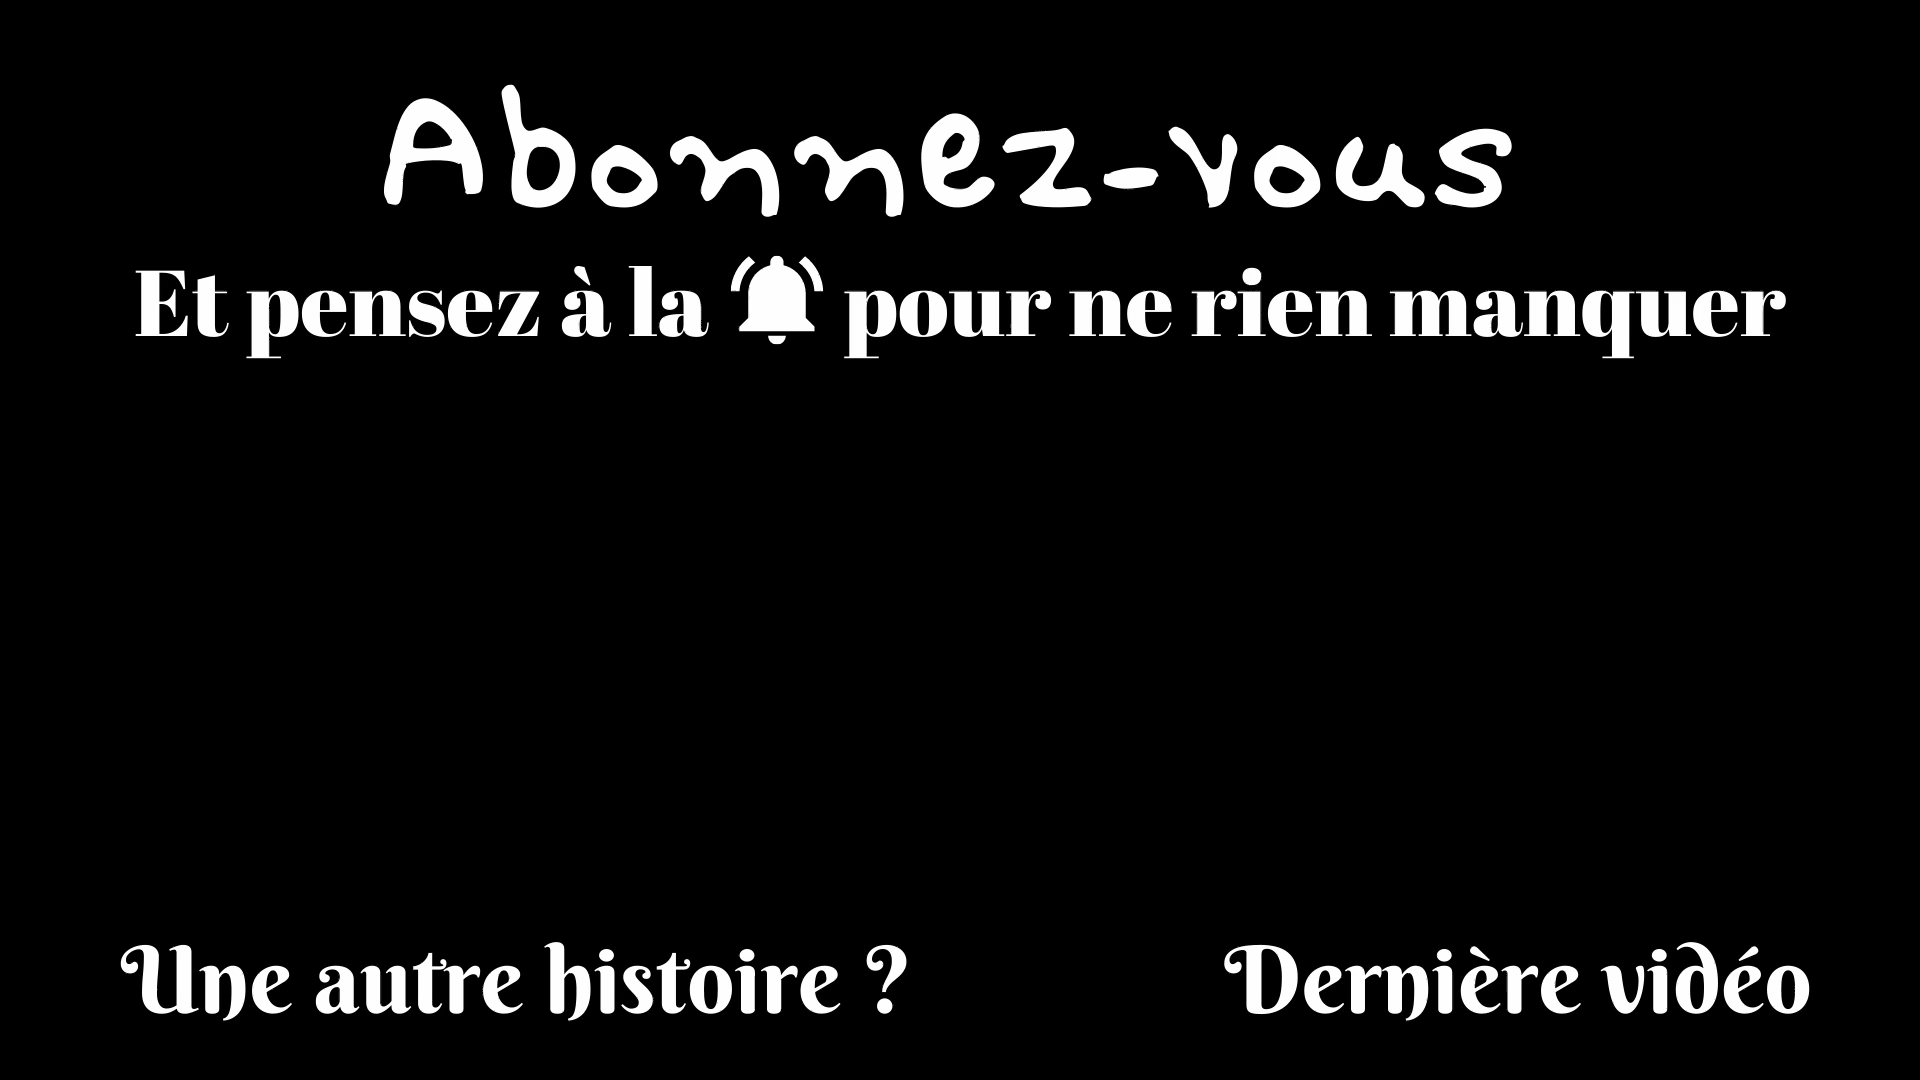 Abonnez-vous
Et pensez à la pour ne rien manquer
Une autre histoire ?
Dernière vidéo